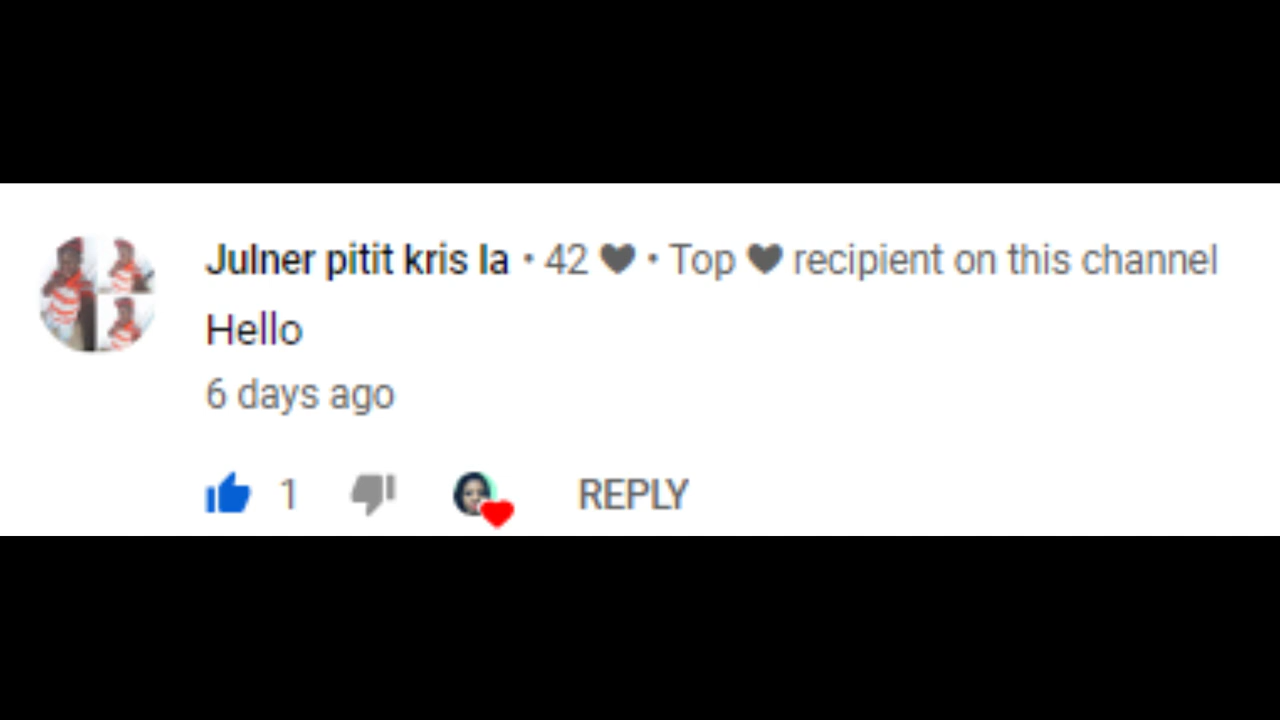 Julner pitit kris la • 42 🖤 • Top 🖤 recipient on this channel
Hello
6 days ago
1 REPLY